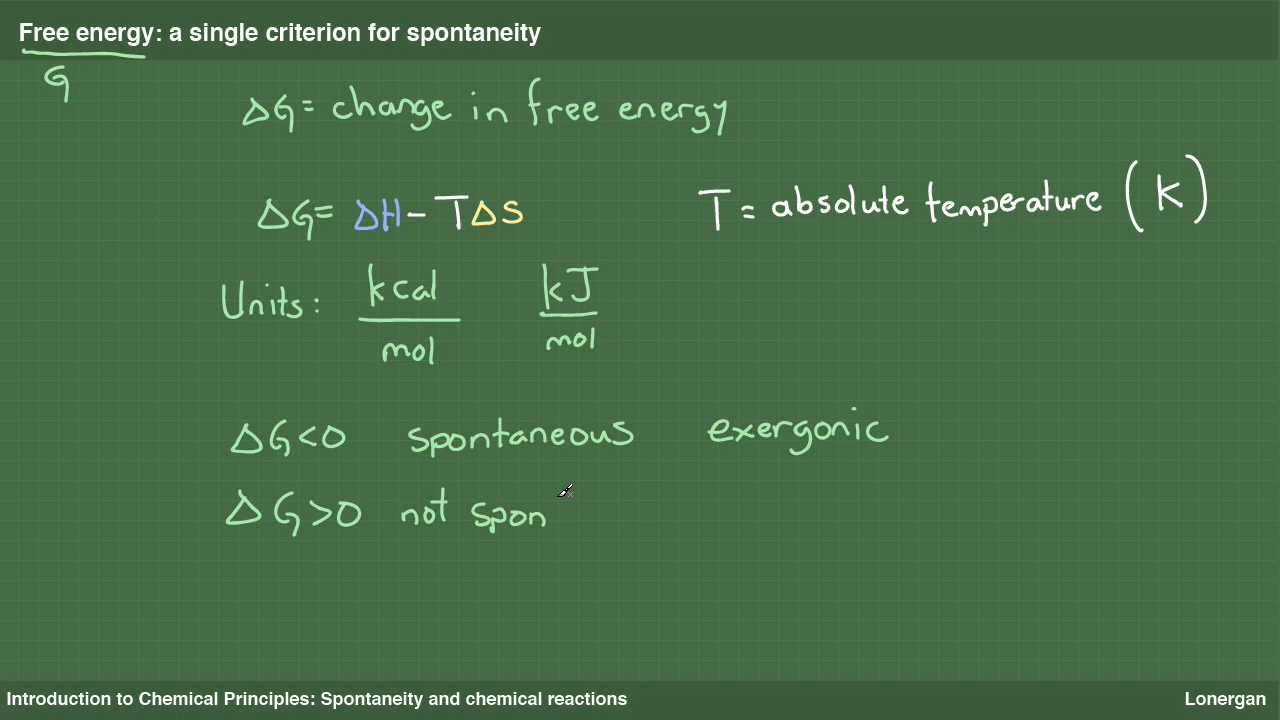 Free energy: a single criterion for spontaneity
G
ΔG = change in free energy
ΔG = ΔH - TΔS
T = absolute temperature (K)
Units: kcal/mol kJ/mol
ΔG<0 spontaneous exergonic
ΔG>0 not spon
Introduction to Chemical Principles: Spontaneity and chemical reactions
Lonergan